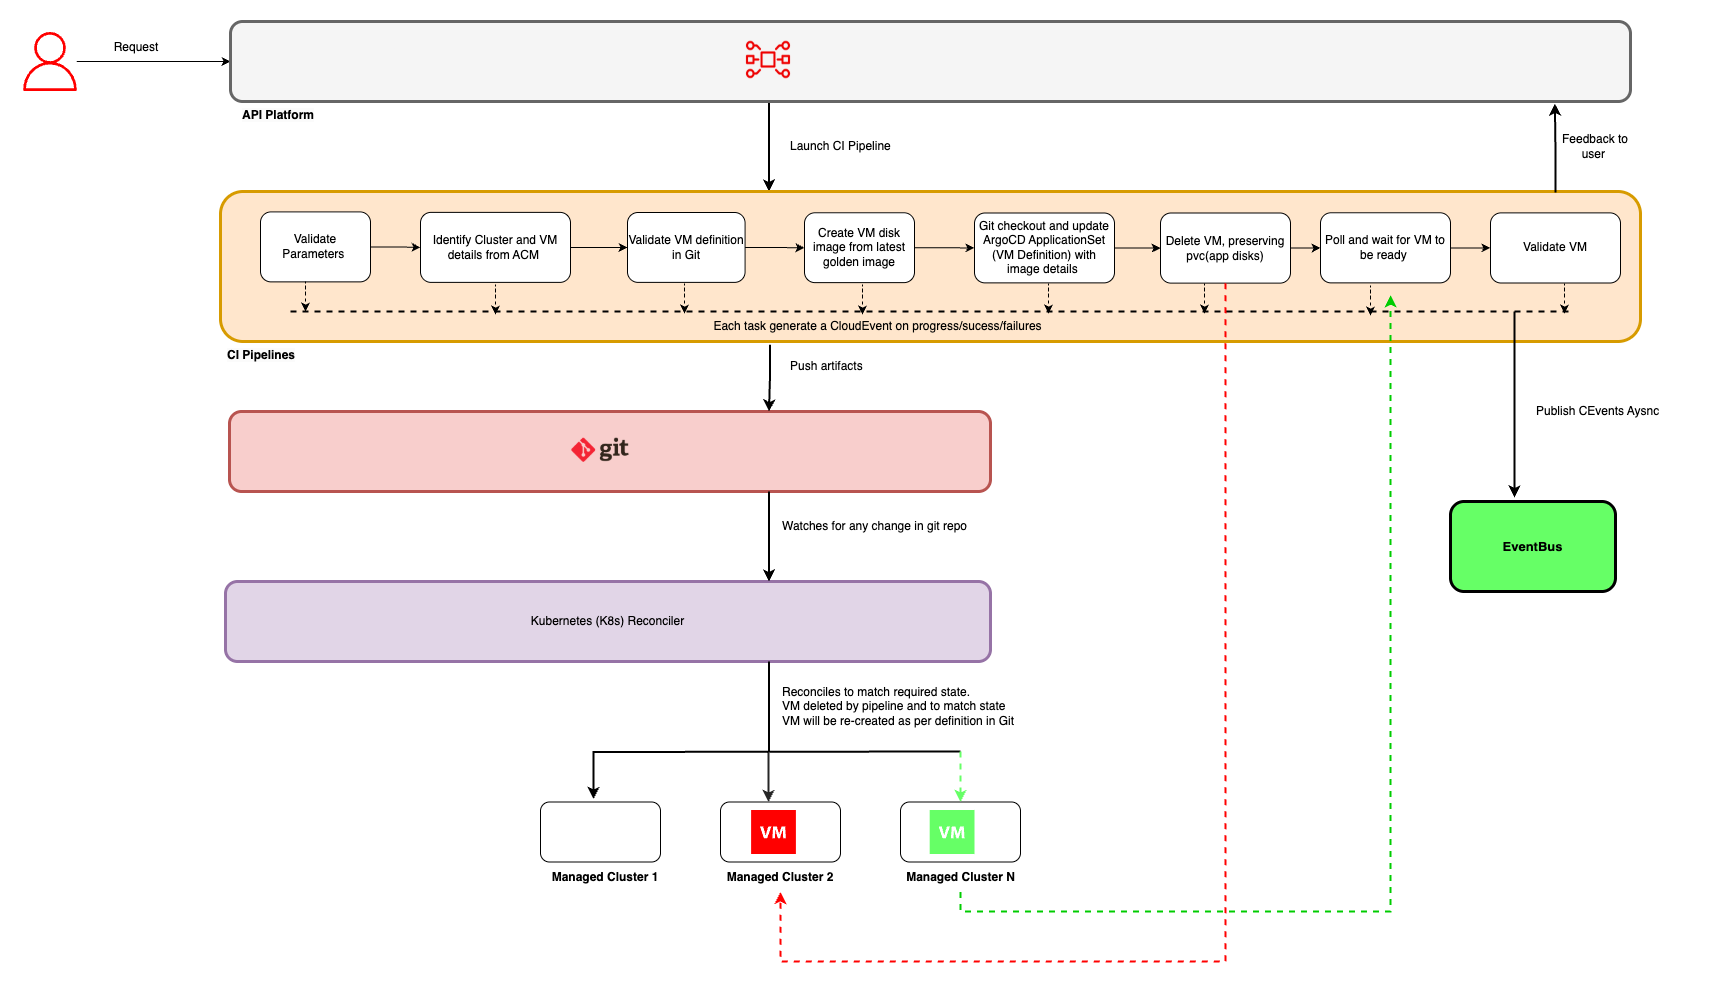 Request
API Platform
Launch CI Pipeline
Feedback to
user
Validate
Parameters
Identify Cluster and VM
details from ACM
Validate VM definition
in Git
Create VM disk
image from latest
golden image
Git checkout and update
ArgoCD ApplicationSet
(VM Definition) with
image details
Delete VM, preserving
pvc(app disks)
Poll and wait for VM to
be ready
Validate VM
Each task generate a CloudEvent on progress/sucess/failures
CI Pipelines
Push artifacts
Publish CEvents Aysnc
git
Watches for any change in git repo
EventBus
Kubernetes (K8s) Reconciler
Reconciles to match required state.
VM deleted by pipeline and to match state
VM will be re-created as per definition in Git
VM
VM
Managed Cluster 1
Managed Cluster 2
Managed Cluster N